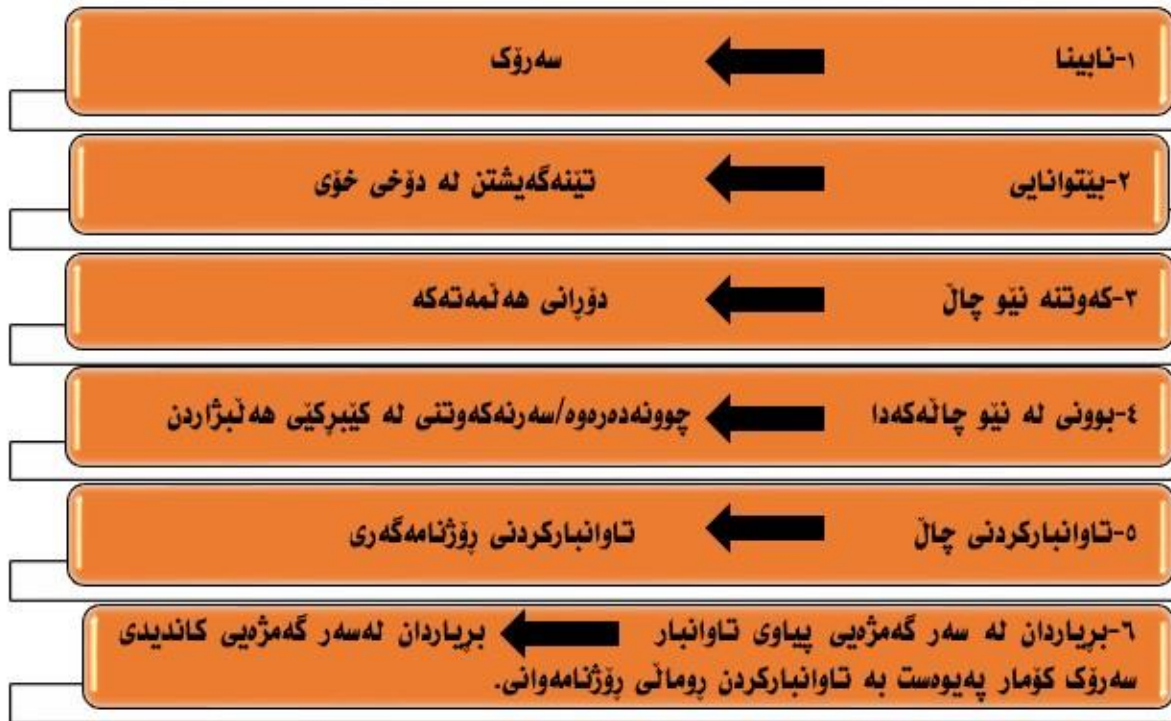 ١-نابینا سەرۆک
٢-بێتوانایی تێنەگەیشتن لە دۆخی خۆی
٣-کەوتنە نێو چاڵ دۆڕانی هەڵمەتەکە
٤-بوونی لە نێو چاڵەکەدا چوونەدەرەوە/سەرنەکەوتنی لە کێبڕکێی هەڵبژاردن
٥-تاوانبارکردنی چاڵ تاوانبارکردنی ڕۆژنامەگەری
٦-بڕیاردان لە سەر گەمژەیی پیاوی تاوانبار بڕیاردان لەسەر گەمژەیی کاندیدی
سەرۆک کۆمار پەیوەست بە تاوانبارکردن ڕوماڵی ڕۆژنامەوانی.